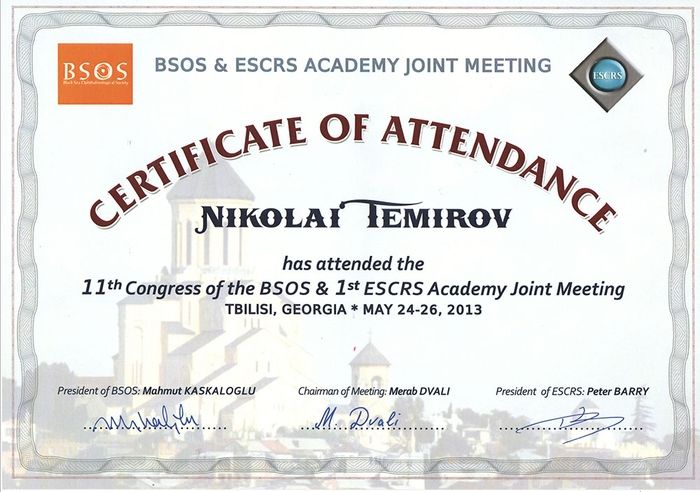 BSOS
Black Sea Ophthalmological Society
BSOS & ESCRS ACADEMY JOINT MEETING
ESCRS
CERTIFICATE OF ATTENDANCE
NIKOLAI TEMIROV
has attended the
11th Congress of the BSOS & 1st ESCRS Academy Joint Meeting
TBILISI, GEORGIA * MAY 24-26, 2013
President of BSOS: Mahmut KASKALOGLU
Chairman of Meeting: Merab DVALI
President of ESCRS: Peter BARRY
M. Dvali